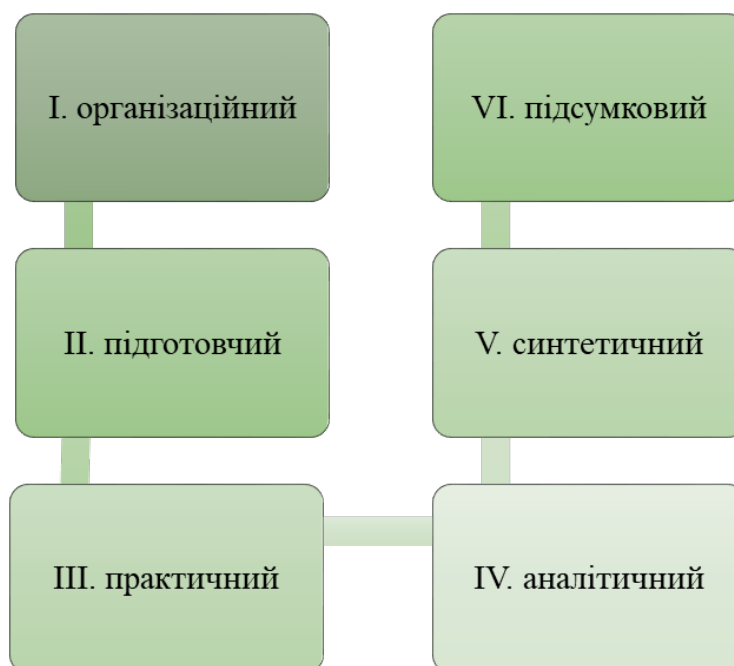 I. організаційний
II. підготовчий
III. практичний
IV. аналітичний
V. синтетичний
VI. підсумковий